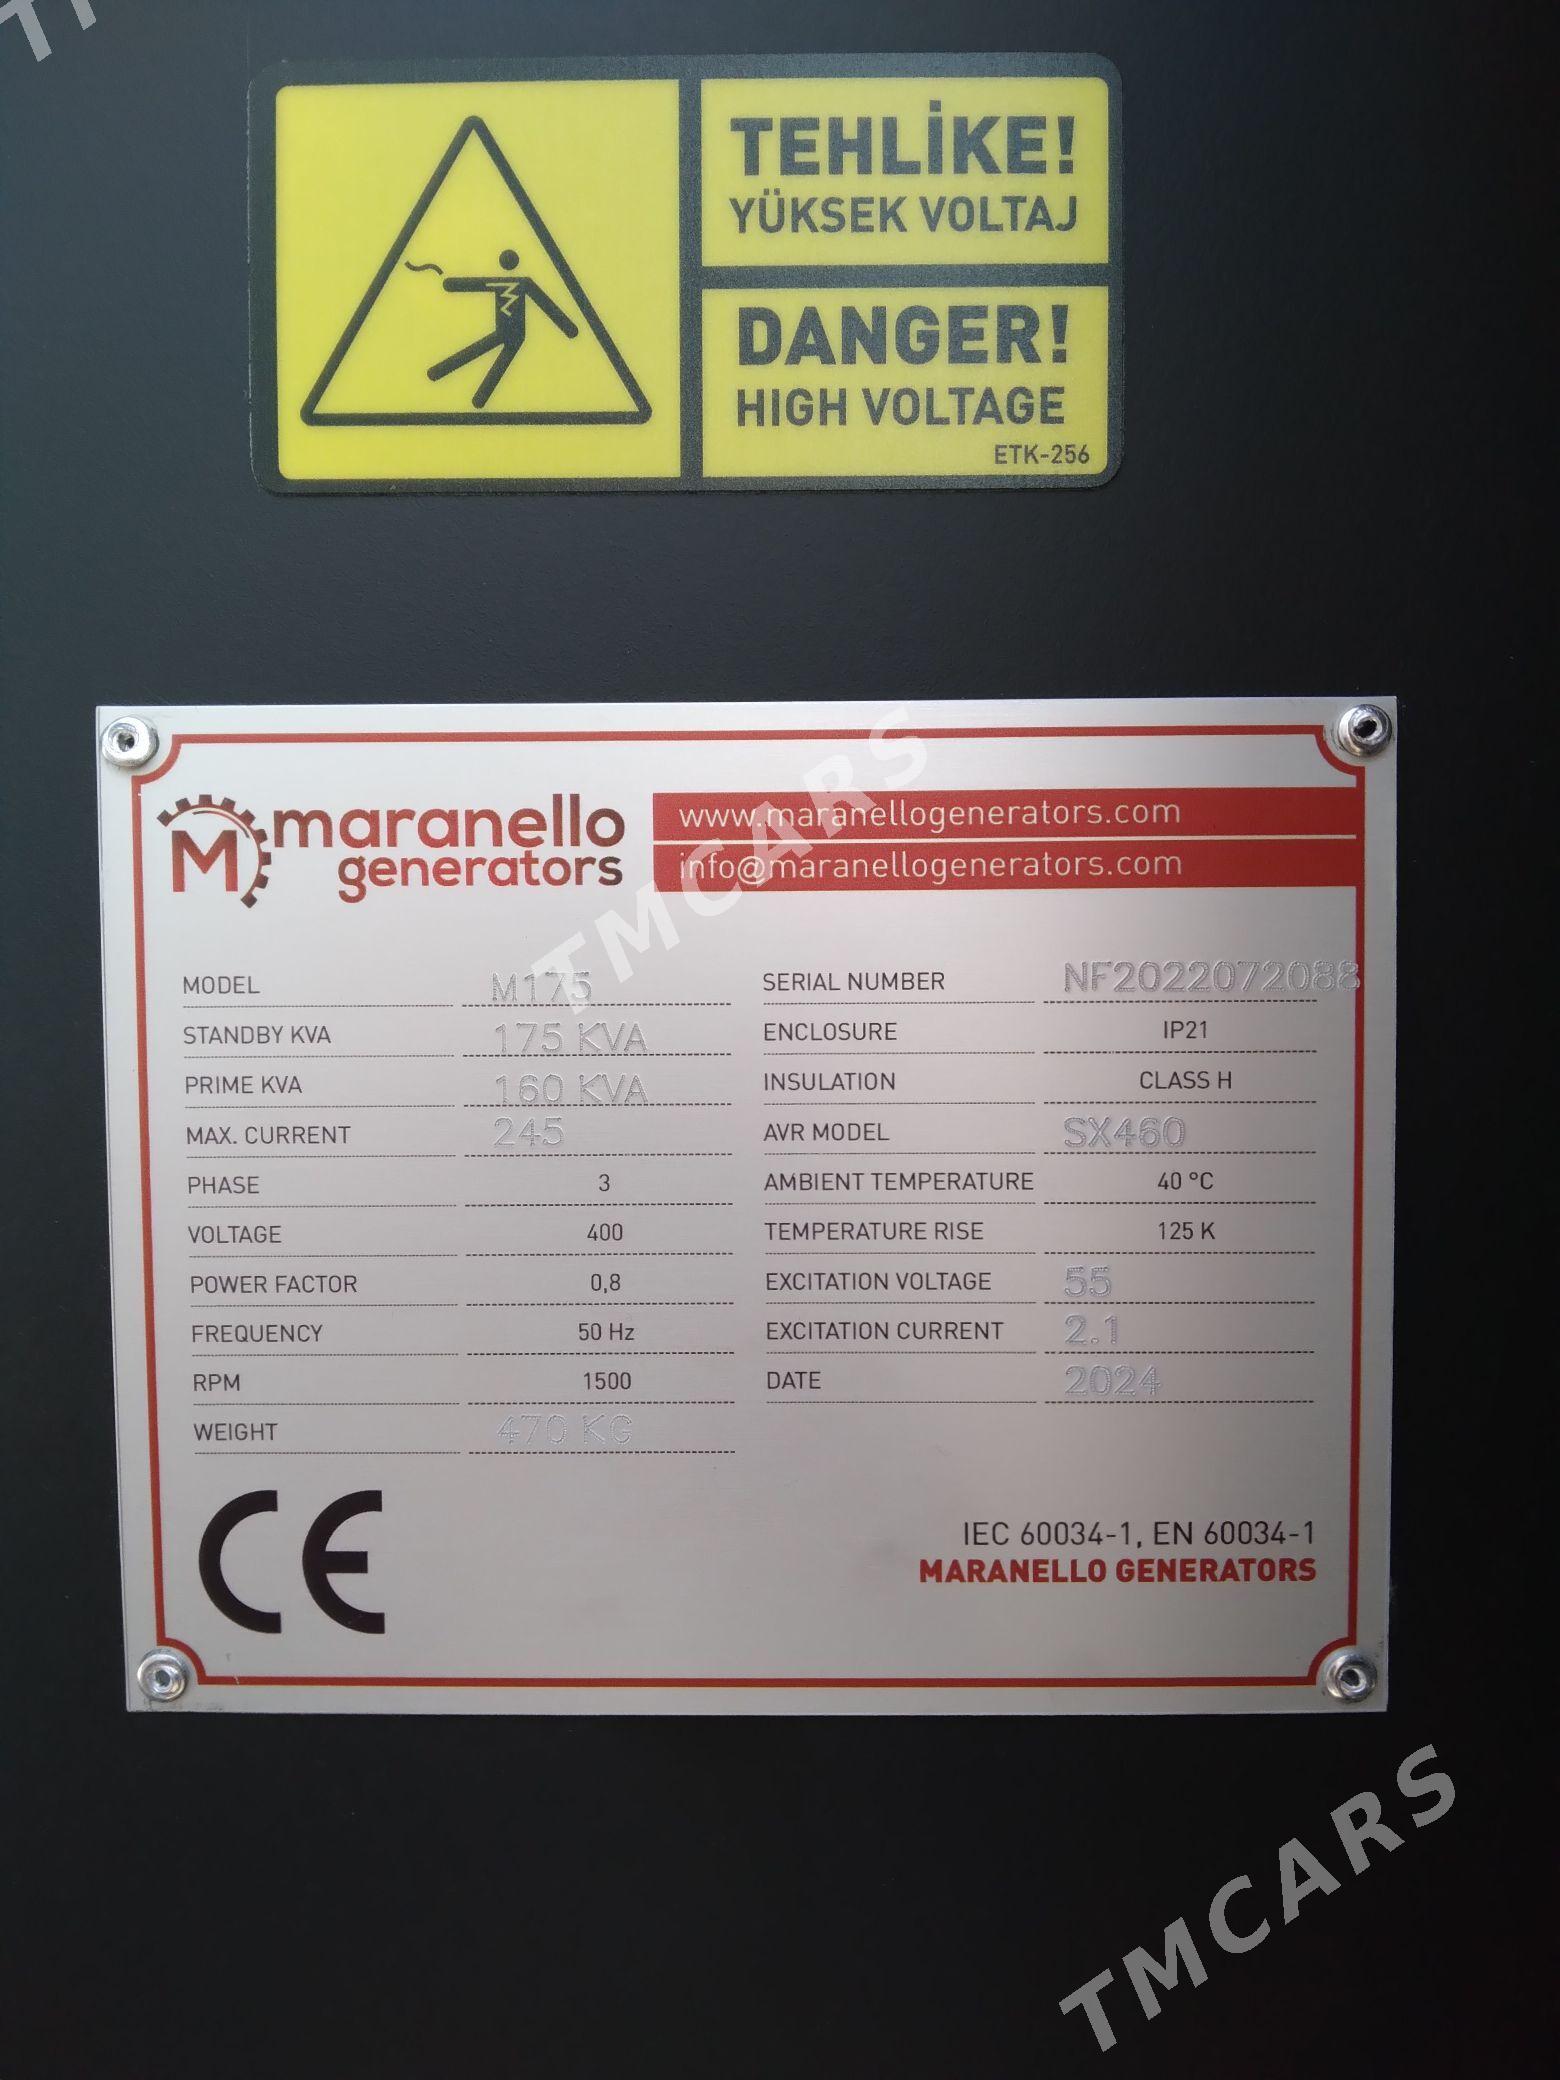 TEHLİKE!
YÜKSEK VOLTAJ
DANGER!
HIGH VOLTAGE
ETK-256
M maranello generators
www.maranellogenerators.com
info@maranellogenerators.com
MODEL M175
STANDBY KVA 175 KVA
PRIME KVA 160 KVA
MAX. CURRENT 245
PHASE 3
VOLTAGE 400
POWER FACTOR 0,8
FREQUENCY 50 Hz
RPM 1500
WEIGHT 470 KG
SERIAL NUMBER NF2022072088
ENCLOSURE IP21
INSULATION CLASS H
AVR MODEL SX460
AMBIENT TEMPERATURE 40 °C
TEMPERATURE RISE 125 K
EXCITATION VOLTAGE 55
EXCITATION CURRENT 2.1
DATE 2024
CE
IEC 60034-1, EN 60034-1
MARANELLO GENERATORS
TMCARS
TMCARS